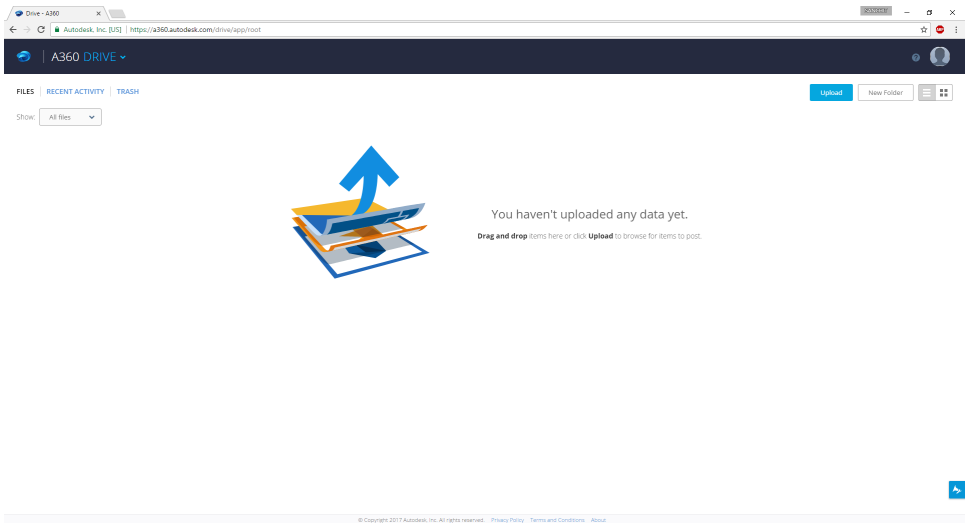 Drive - A360
Autodesk, Inc. [US] | https://a360.autodesk.com/drive/app/root
A360 DRIVE
FILES | RECENT ACTIVITY | TRASH
Upload
New Folder
Show: All files
You haven't uploaded any data yet.
Drag and drop items here or click Upload to browse for items to post.
© Copyright 2017 Autodesk, Inc. All rights reserved. Privacy Policy Terms and Conditions About